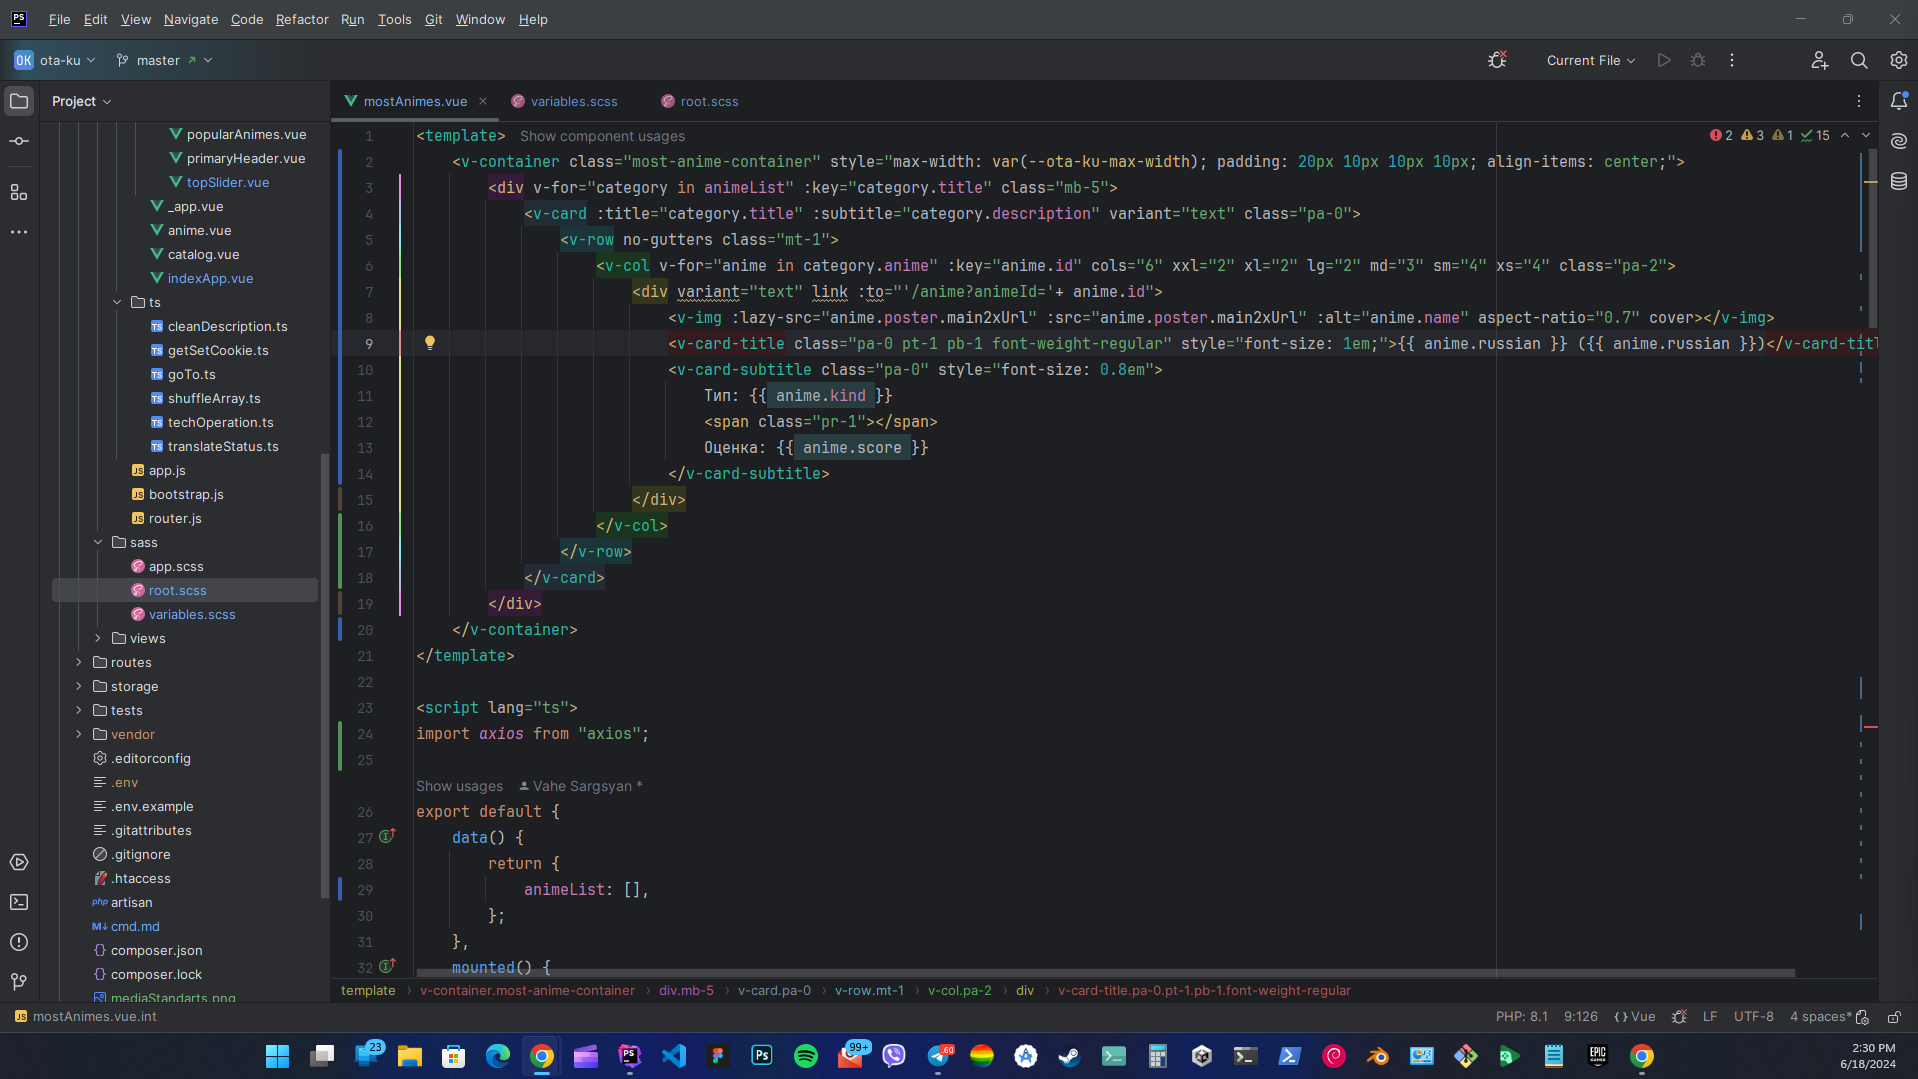 File Edit View Navigate Code Refactor Run Tools Git Window Help
OK ota-ku master Current File
Project mostAnimes.vue variables.scss root.scss
popularAnimes.vue
primaryHeader.vue
topSlider.vue
_app.vue
anime.vue
catalog.vue
indexApp.vue
ts
cleanDescription.ts
getSetCookie.ts
goTo.ts
shuffleArray.ts
techOperation.ts
translateStatus.ts
app.js
bootstrap.js
router.js
sass
app.scss
root.scss
variables.scss
views
routes
storage
tests
vendor
.editorconfig
.env
.env.example
.gitattributes
.gitignore
.htaccess
php artisan
cmd.md
composer.json
composer.lock
mediaStandarts.png
2 3 1 15
1 <template> Show component usages
2 <v-container class="most-anime-container" style="max-width: var(--ota-ku-max-width); padding: 20px 10px 10px 10px; align-items: center;">
3 <div v-for="category in animeList" :key="category.title" class="mb-5">
4 <v-card :title="category.title" :subtitle="category.description" variant="text" class="pa-0">
5 <v-row no-gutters class="mt-1">
6 <v-col v-for="anime in category.anime" :key="anime.id" cols="6" xxl="2" xl="2" lg="2" md="3" sm="4" xs="4" class="pa-2">
7 <div variant="text" link :to="'/anime?animeId='+ anime.id">
8 <v-img :lazy-src="anime.poster.main2xUrl" :src="anime.poster.main2xUrl" :alt="anime.name" aspect-ratio="0.7" cover></v-img>
9 <v-card-title class="pa-0 pt-1 pb-1 font-weight-regular" style="font-size: 1em;">{{ anime.russian }} ({{ anime.russian }})</v-card-titl
10 <v-card-subtitle class="pa-0" style="font-size: 0.8em">
11 Тип: {{ anime.kind }}
12 <span class="pr-1"></span>
13 Оценка: {{ anime.score }}
14 </v-card-subtitle>
15 </div>
16 </v-col>
17 </v-row>
18 </v-card>
19 </div>
20 </v-container>
21 </template>
22
23 <script lang="ts">
24 import axios from "axios";
25
Show usages Vahe Sargsyan *
26 export default {
27 data() {
28 return {
29 animeList: [],
30 };
31 },
32 mounted() {
template v-container.most-anime-container div.mb-5 v-card.pa-0 v-row.mt-1 v-col.pa-2 div v-card-title.pa-0.pt-1.pb-1.font-weight-regular
mostAnimes.vue.int PHP: 8.1 9:126 Vue LF UTF-8 4 spaces*
23 99+ 60
2:30 PM
6/18/2024